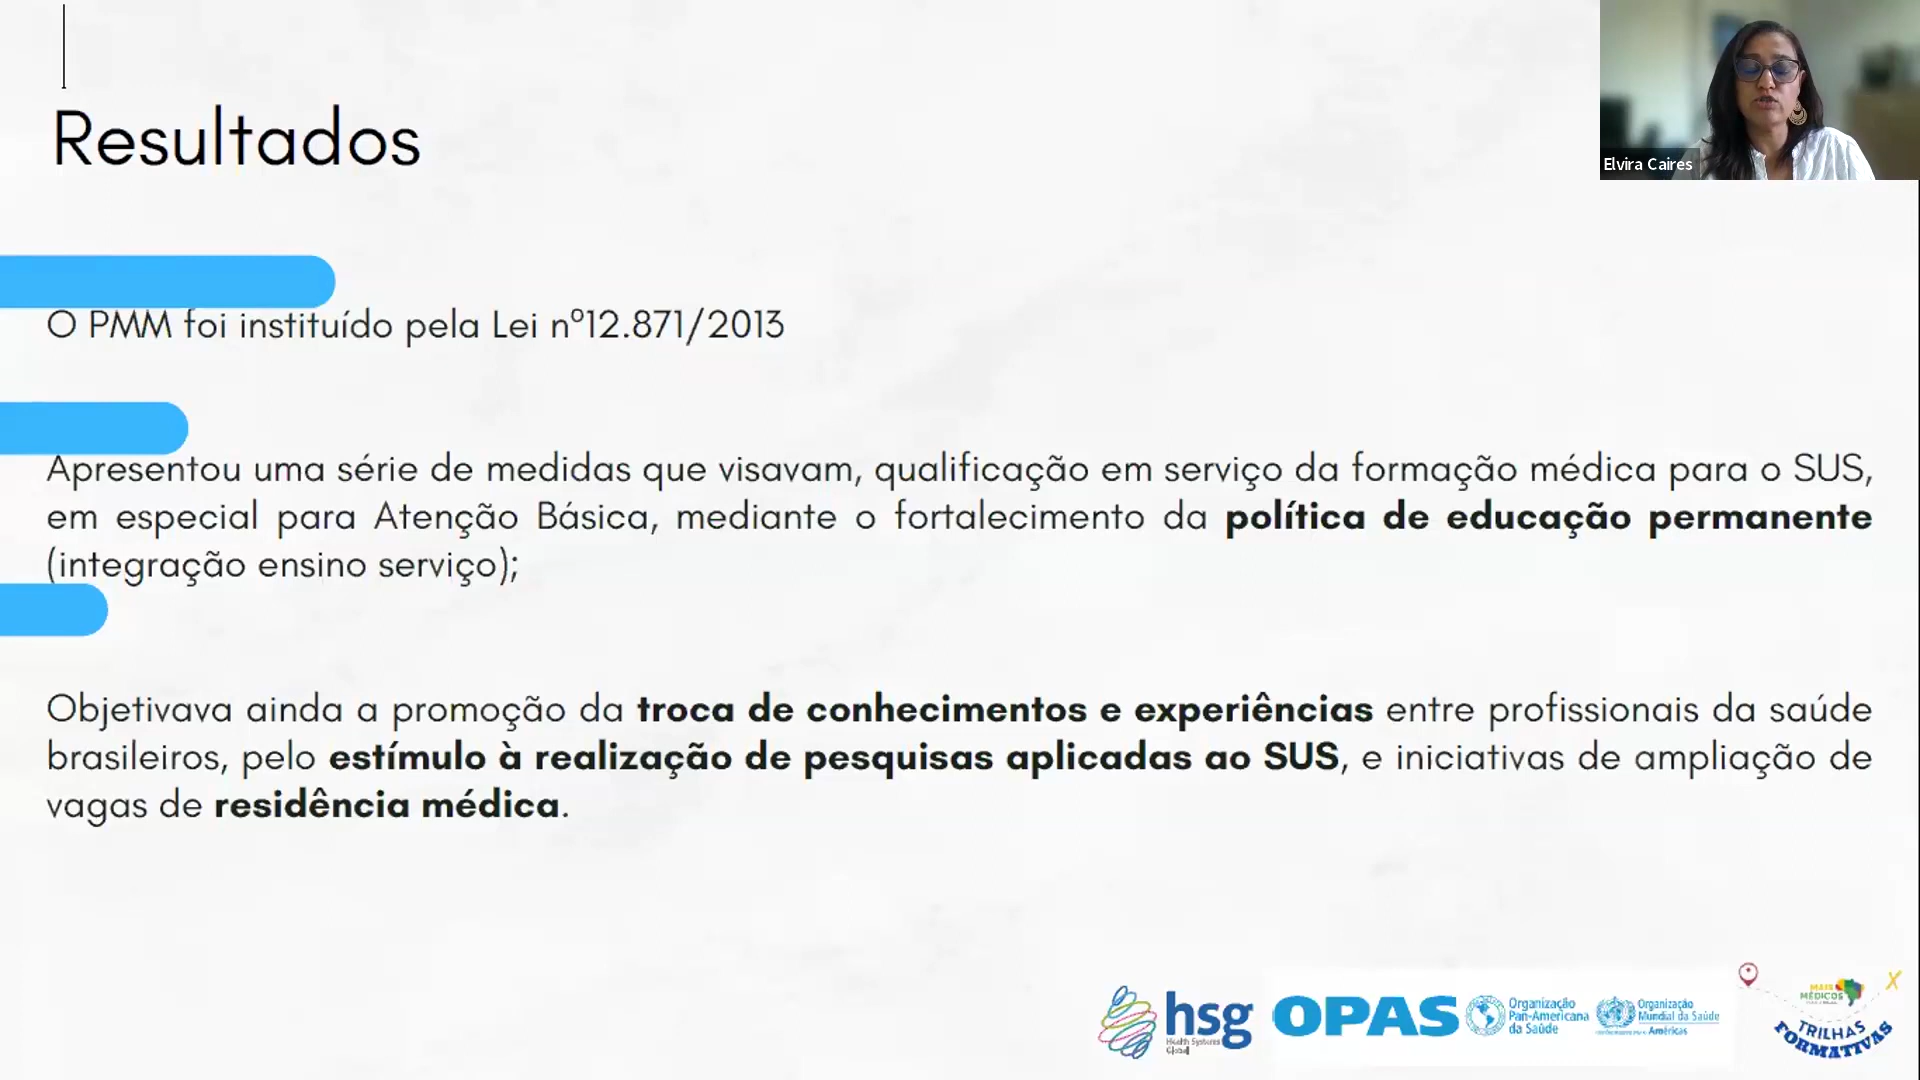 Resultados
Elvira Caires
O PMM foi instituído pela Lei nº12.871/2013
Apresentou uma série de medidas que visavam, qualificação em serviço da formação médica para o SUS,
em especial para Atenção Básica, mediante o fortalecimento da política de educação permanente
(integração ensino serviço);
Objetivava ainda a promoção da troca de conhecimentos e experiências entre profissionais da saúde
brasileiros, pelo estímulo à realização de pesquisas aplicadas ao SUS, e iniciativas de ampliação de
vagas de residência médica.
hsg
Health Systems
Global
OPAS
Organização
Pan-Americana
da Saúde
Organização
Mundial da Saúde
Américas
MAIS
MÉDICOS
TRILHAS
FORMATIVAS